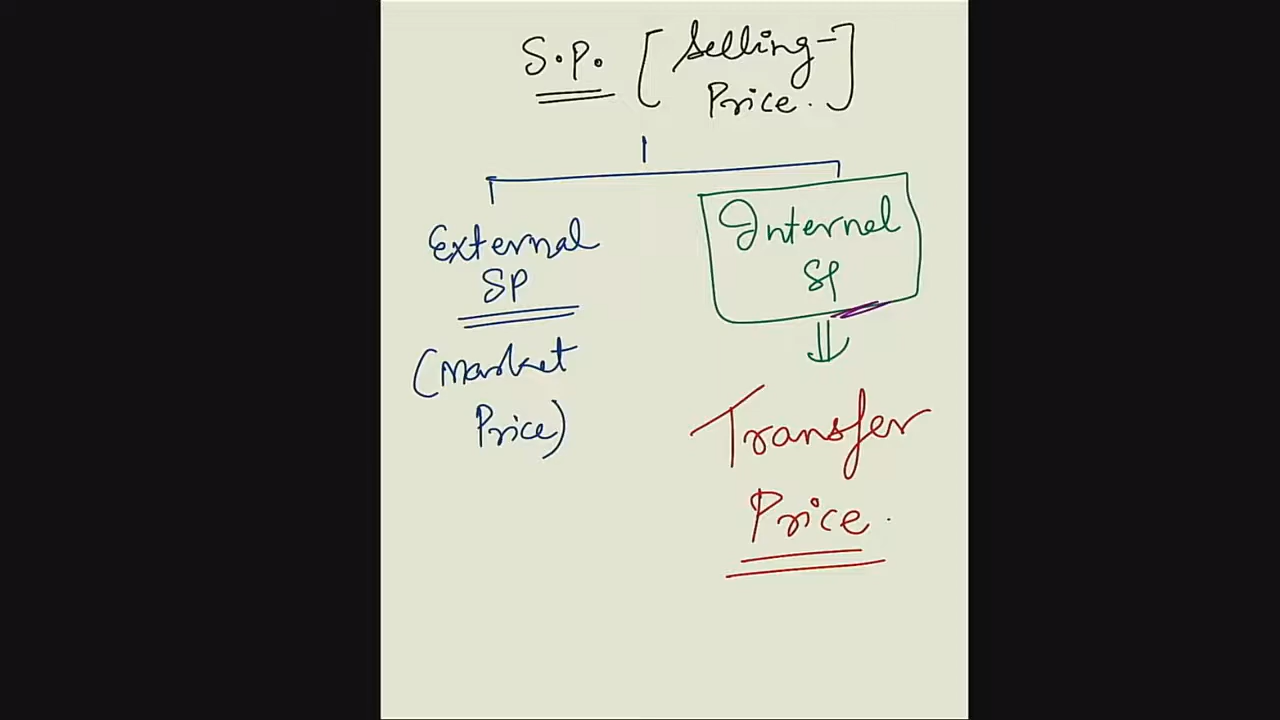 S.P. [Selling-
Price.]
External
SP
(Market
Price)
Internal
SP
Transfer
Price.